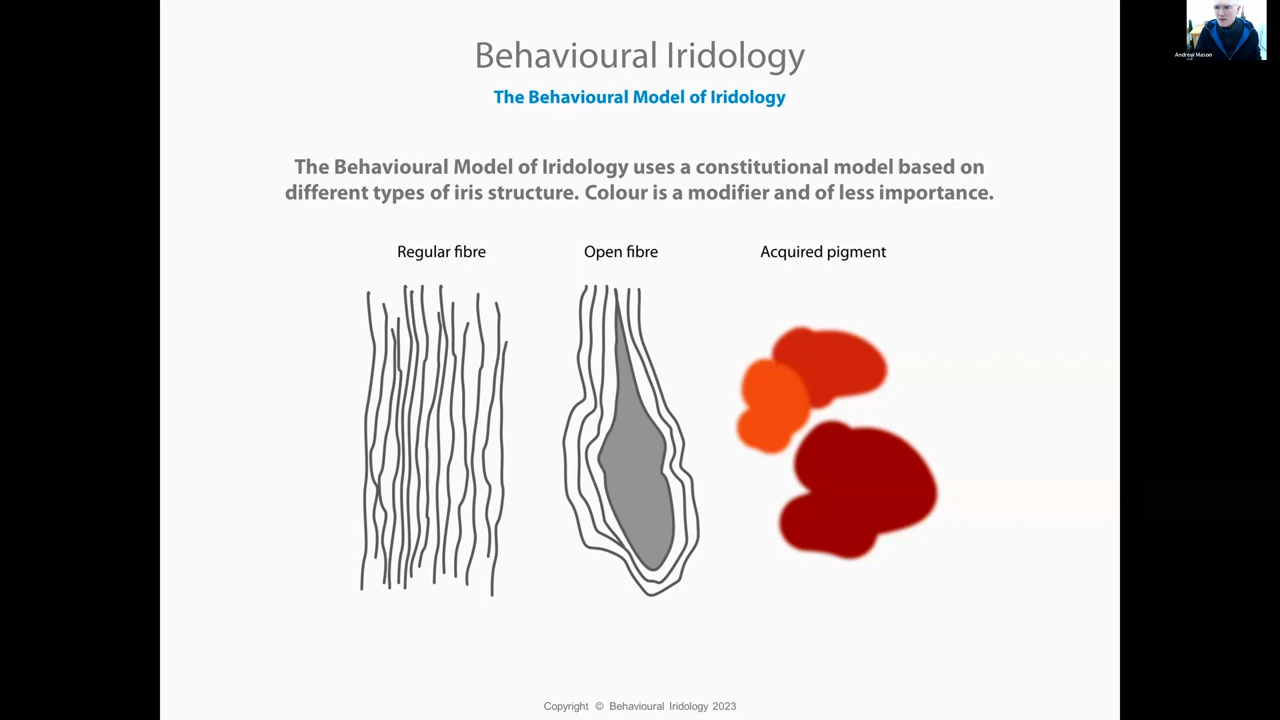 Behavioural Iridology
Andrew Mason
The Behavioural Model of Iridology
The Behavioural Model of Iridology uses a constitutional model based on
different types of iris structure. Colour is a modifier and of less importance.
Regular fibre
Open fibre
Acquired pigment
Copyright © Behavioural Iridology 2023